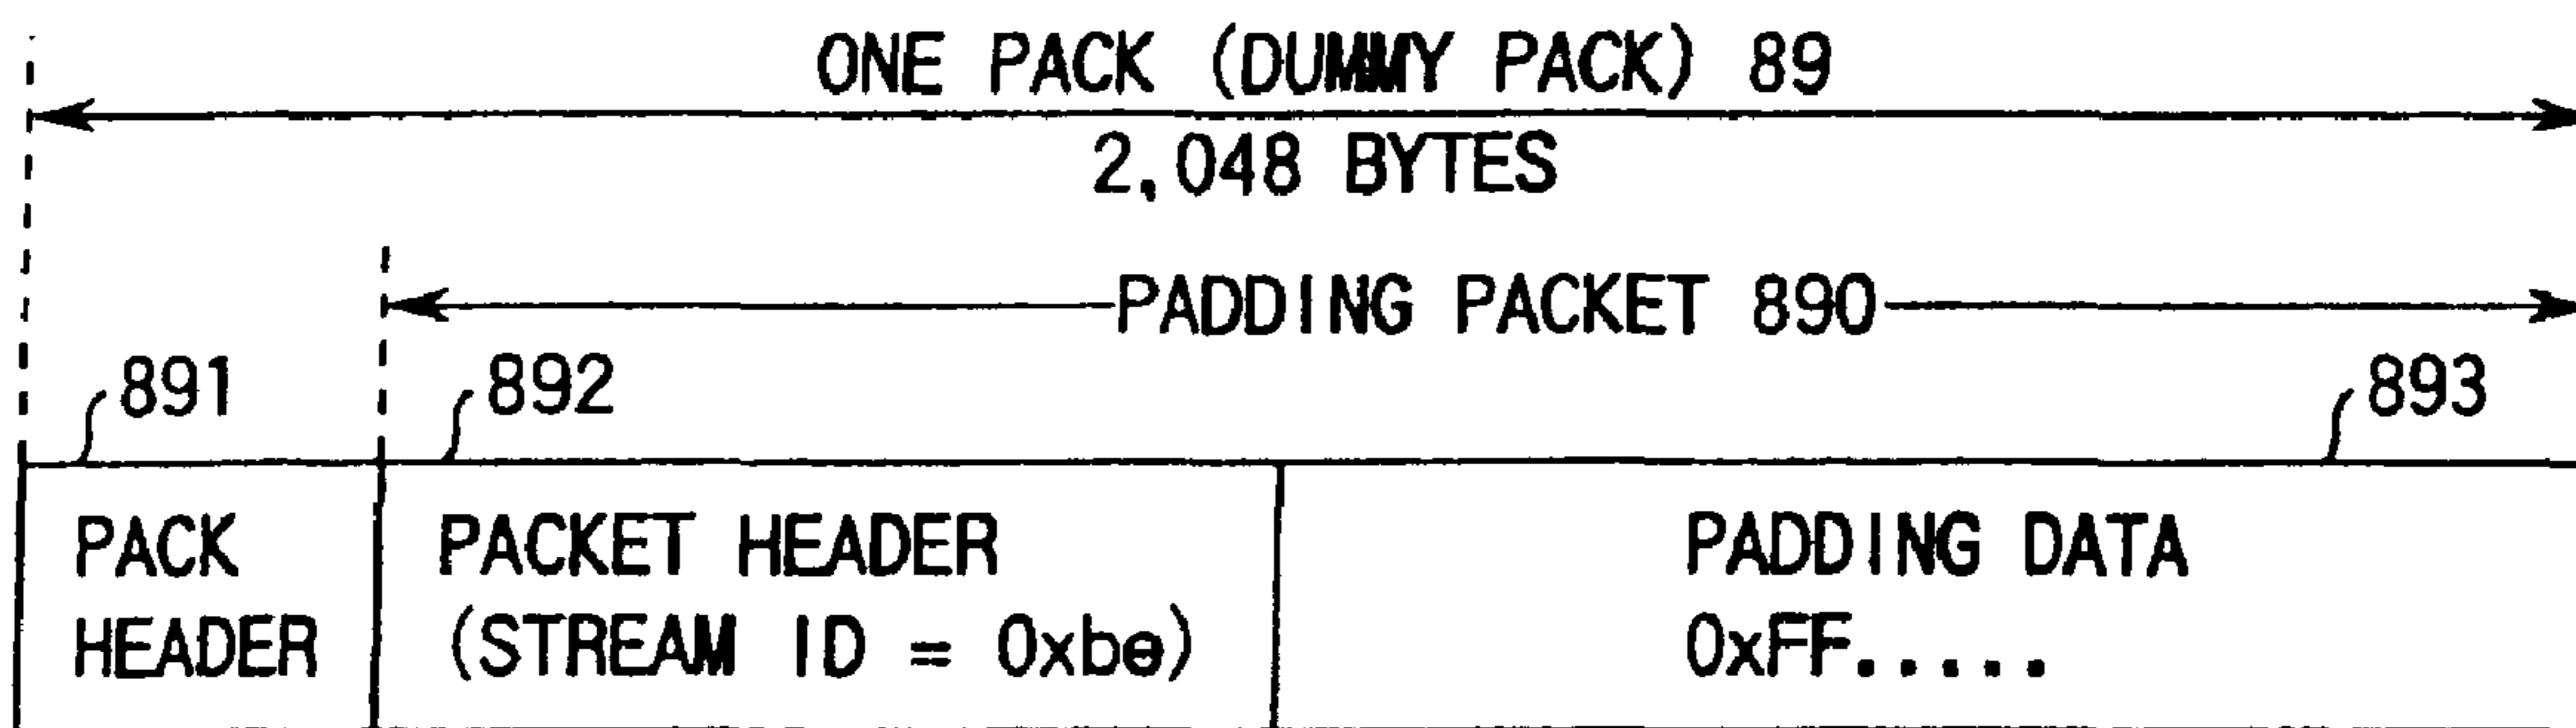 ONE PACK (DUMMY PACK) 89
2,048 BYTES
PADDING PACKET 890
891
892
893
PACK
HEADER
PACKET HEADER
(STREAM ID = 0xbe)
PADDING DATA
0xFF.....